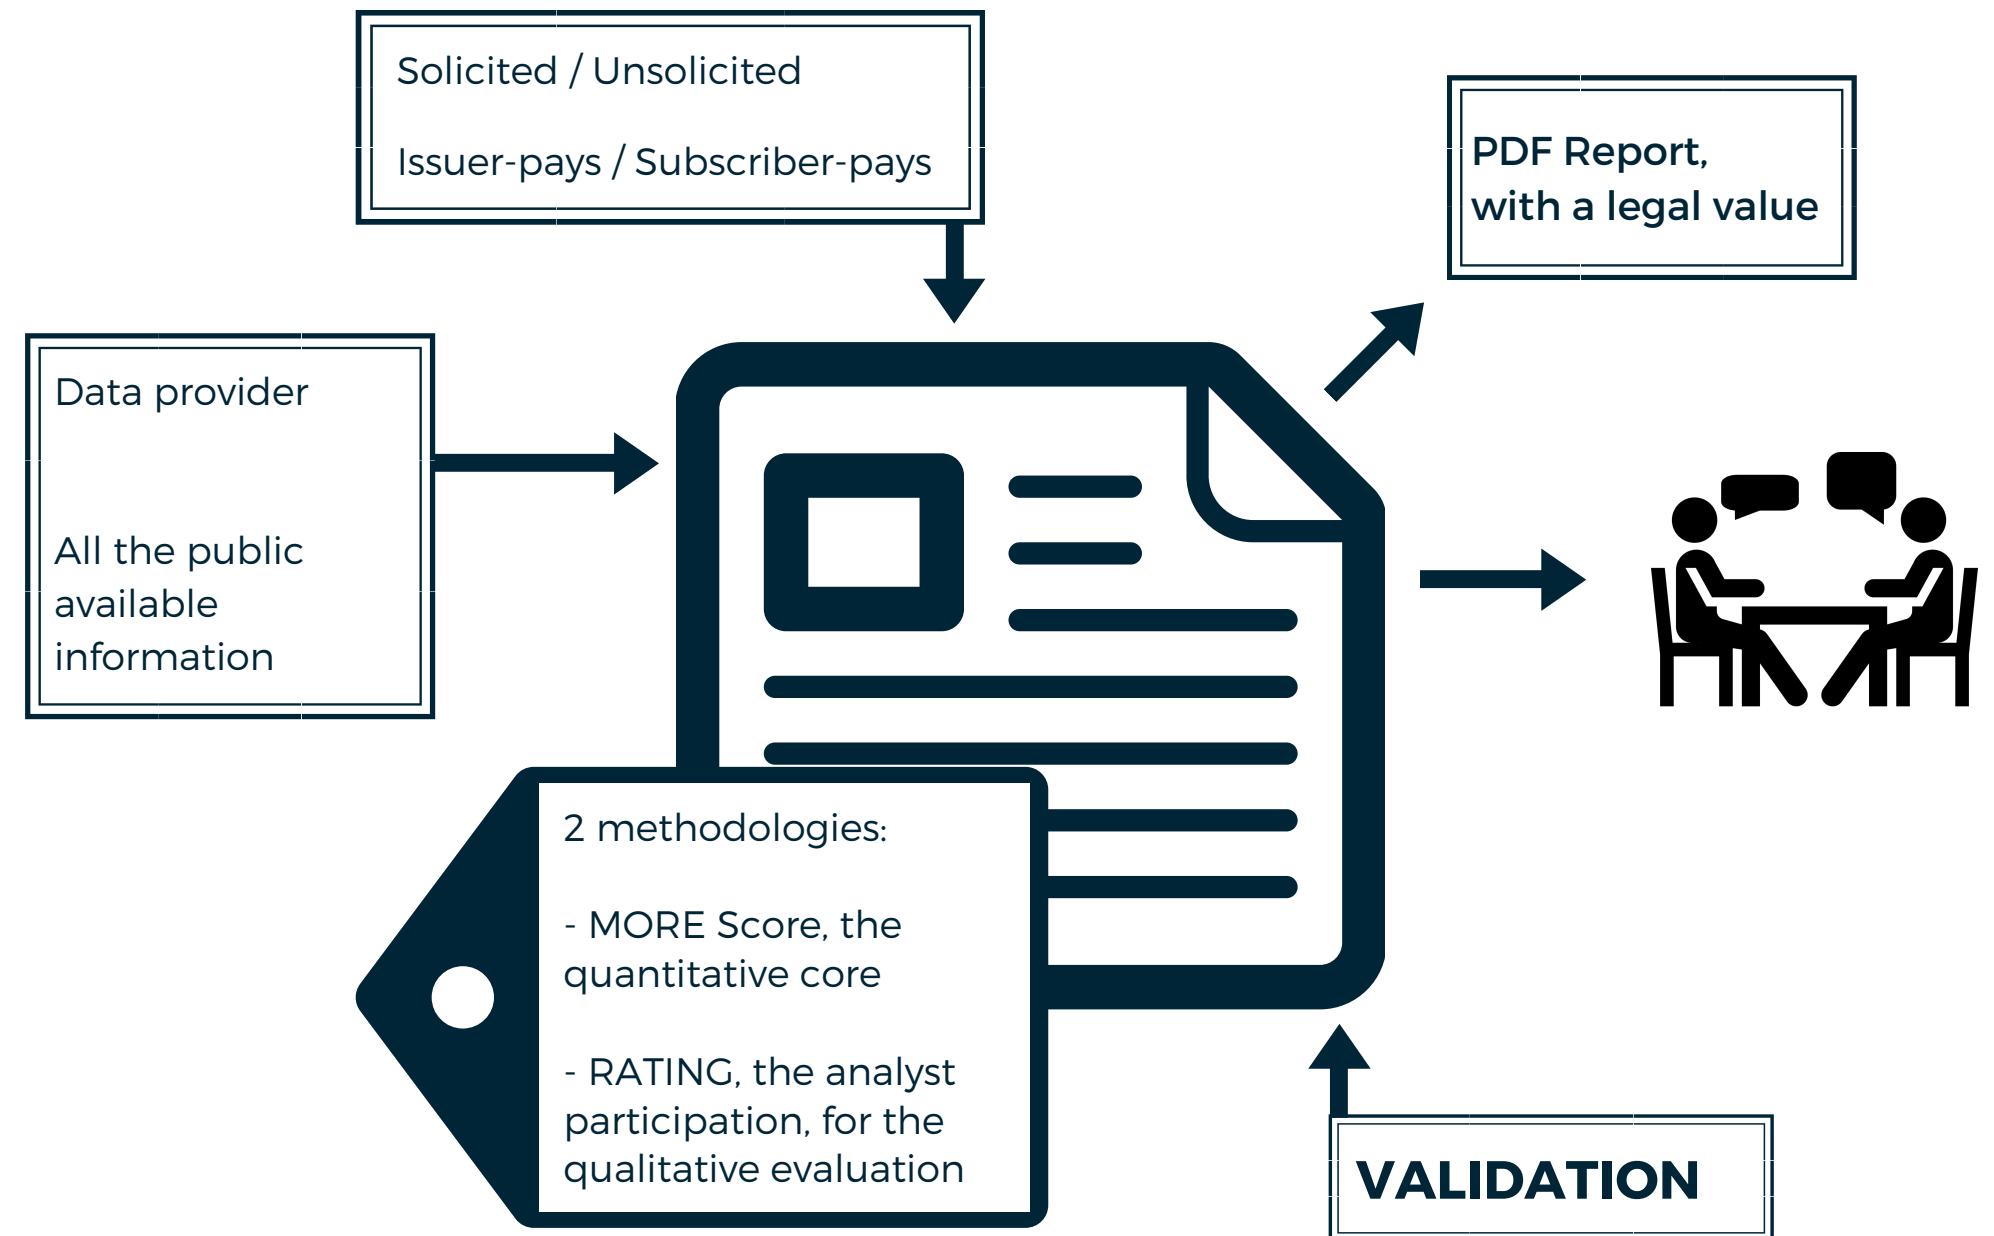 Solicited / Unsolicited
Issuer-pays / Subscriber-pays
PDF Report,
with a legal value
Data provider
All the public
available
information
2 methodologies:
- MORE Score, the
quantitative core
- RATING, the analyst
participation, for the
qualitative evaluation
VALIDATION